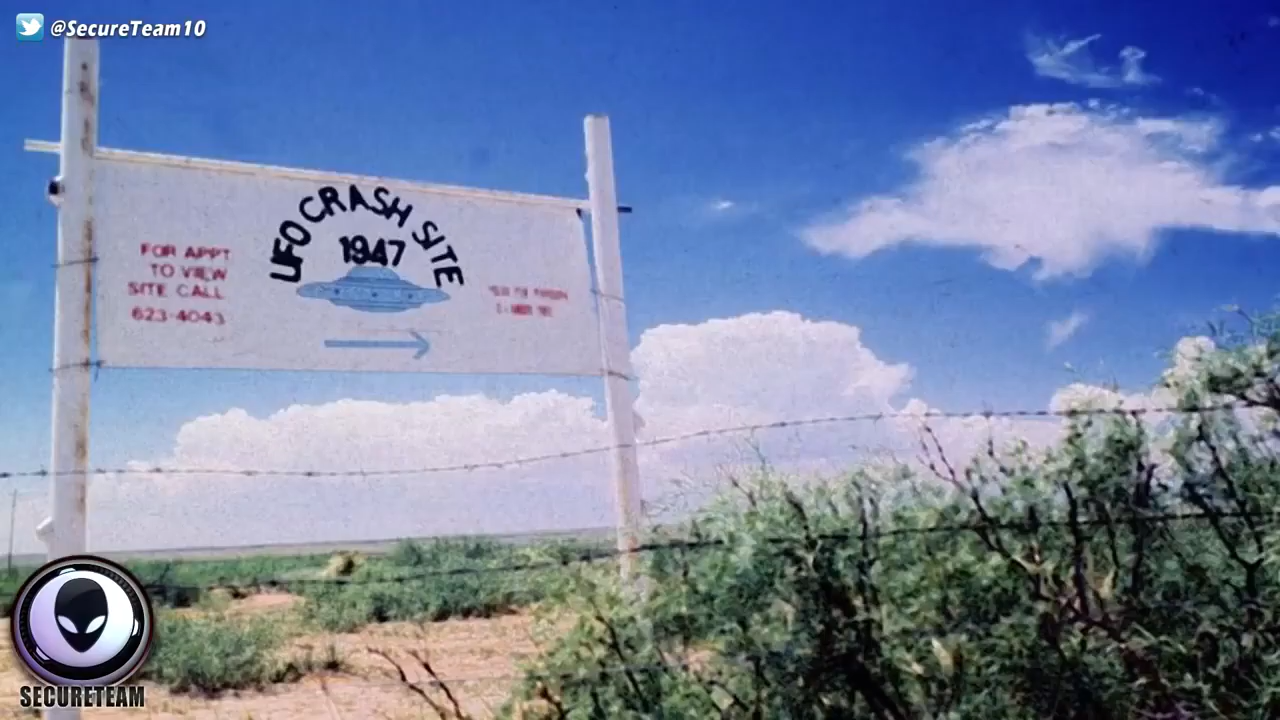 @SecureTeam10
UFO CRASH SITE
1947
FOR APPT
TO VIEW
SITE CALL
623-4043
SECURETEAM